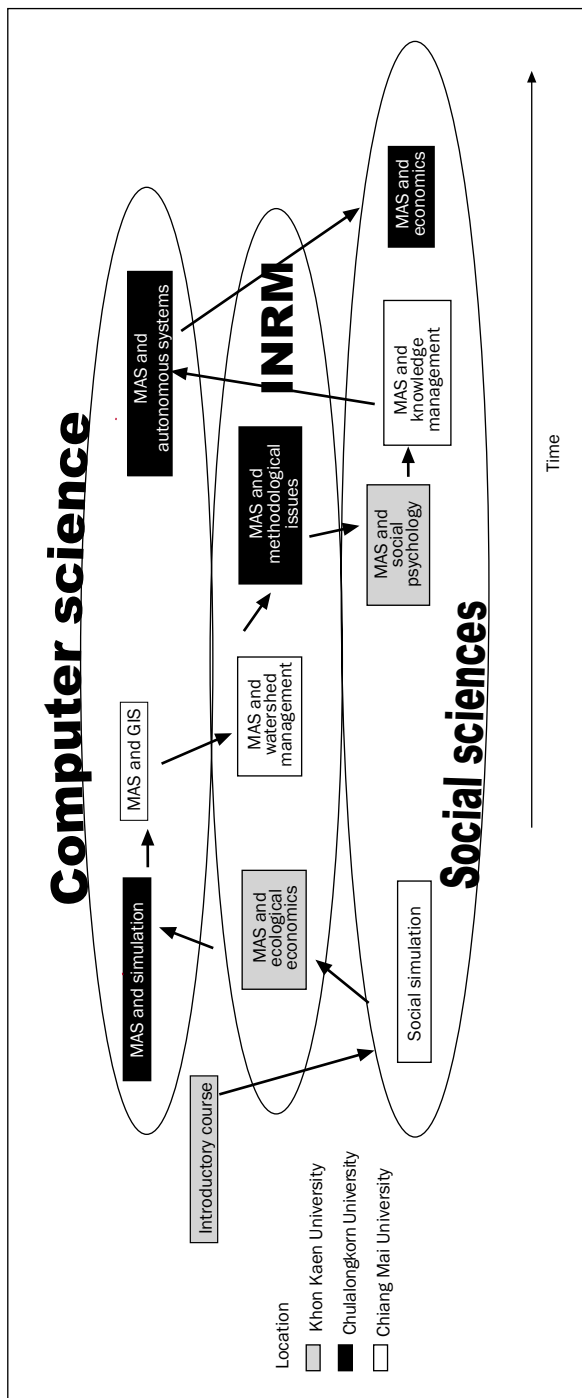 Computer science
MAS and simulation
MAS and GIS
MAS and
autonomous systems
Introductory course
INRM
MAS and
ecological
economics
MAS and
watershed
management
MAS and
methodological
issues
Social sciences
Social simulation
MAS and
social
psychology
MAS and
knowledge
management
MAS and
economics
Time
Location
Khon Kaen University
Chulalongkorn University
Chiang Mai University